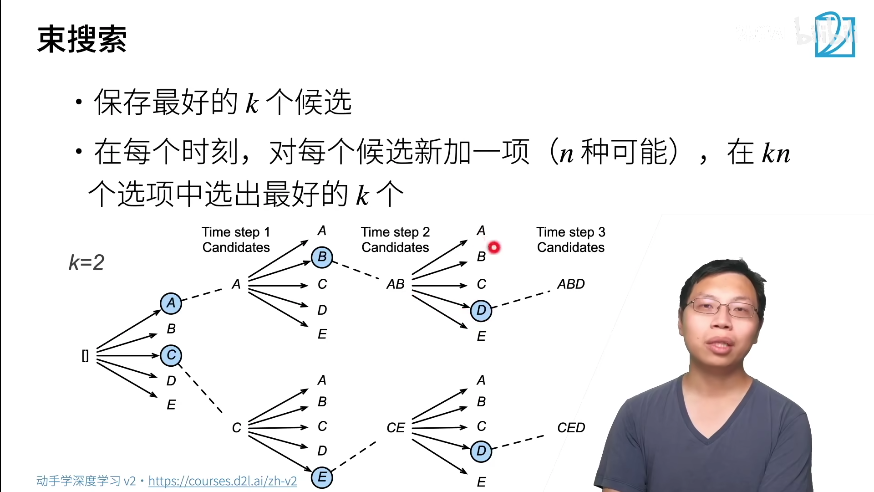 束搜索
• 保存最好的 k 个候选
• 在每个时刻，对每个候选新加一项（n 种可能），在 kn
个选项中选出最好的 k 个
k=2
Time step 1
Candidates
Time step 2
Candidates
Time step 3
Candidates
[]
A
B
C
D
E
A
A
B
C
D
E
AB
A
B
C
D
E
ABD
C
A
B
C
D
E
CE
A
B
C
D
E
CED
动手学深度学习 v2 • https://courses.d2l.ai/zh-v2